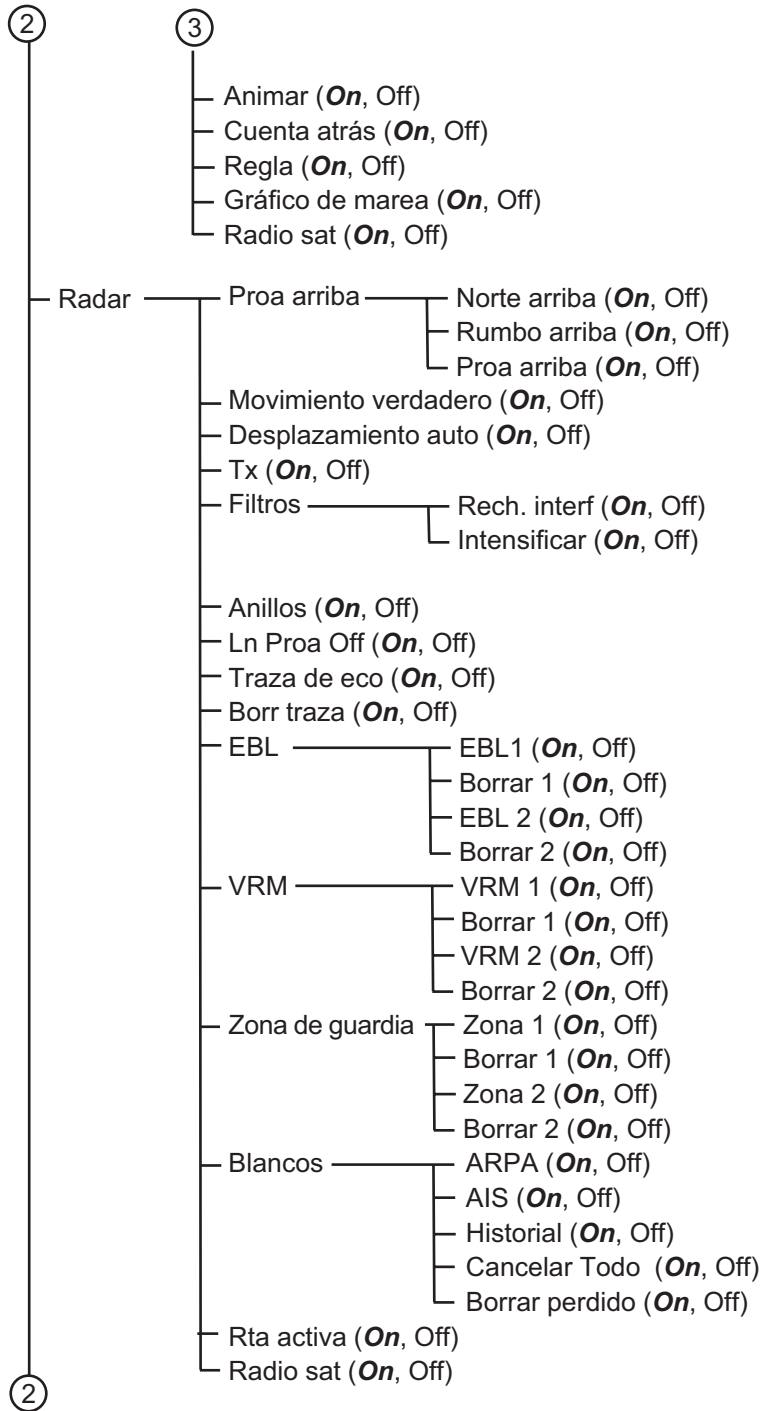 2 3
Animar (On, Off)
Cuenta atrás (On, Off)
Regla (On, Off)
Gráfico de marea (On, Off)
Radio sat (On, Off)
Radar Proa arriba Norte arriba (On, Off)
Rumbo arriba (On, Off)
Proa arriba (On, Off)
Movimiento verdadero (On, Off)
Desplazamiento auto (On, Off)
Tx (On, Off)
Filtros Rech. interf (On, Off)
Intensificar (On, Off)
Anillos (On, Off)
Ln Proa Off (On, Off)
Traza de eco (On, Off)
Borr traza (On, Off)
EBL EBL1 (On, Off)
Borrar 1 (On, Off)
EBL 2 (On, Off)
Borrar 2 (On, Off)
VRM VRM 1 (On, Off)
Borrar 1 (On, Off)
VRM 2 (On, Off)
Borrar 2 (On, Off)
Zona de guardia Zona 1 (On, Off)
Borrar 1 (On, Off)
Zona 2 (On, Off)
Borrar 2 (On, Off)
Blancos ARPA (On, Off)
AIS (On, Off)
Historial (On, Off)
Cancelar Todo (On, Off)
Borrar perdido (On, Off)
Rta activa (On, Off)
Radio sat (On, Off)
2